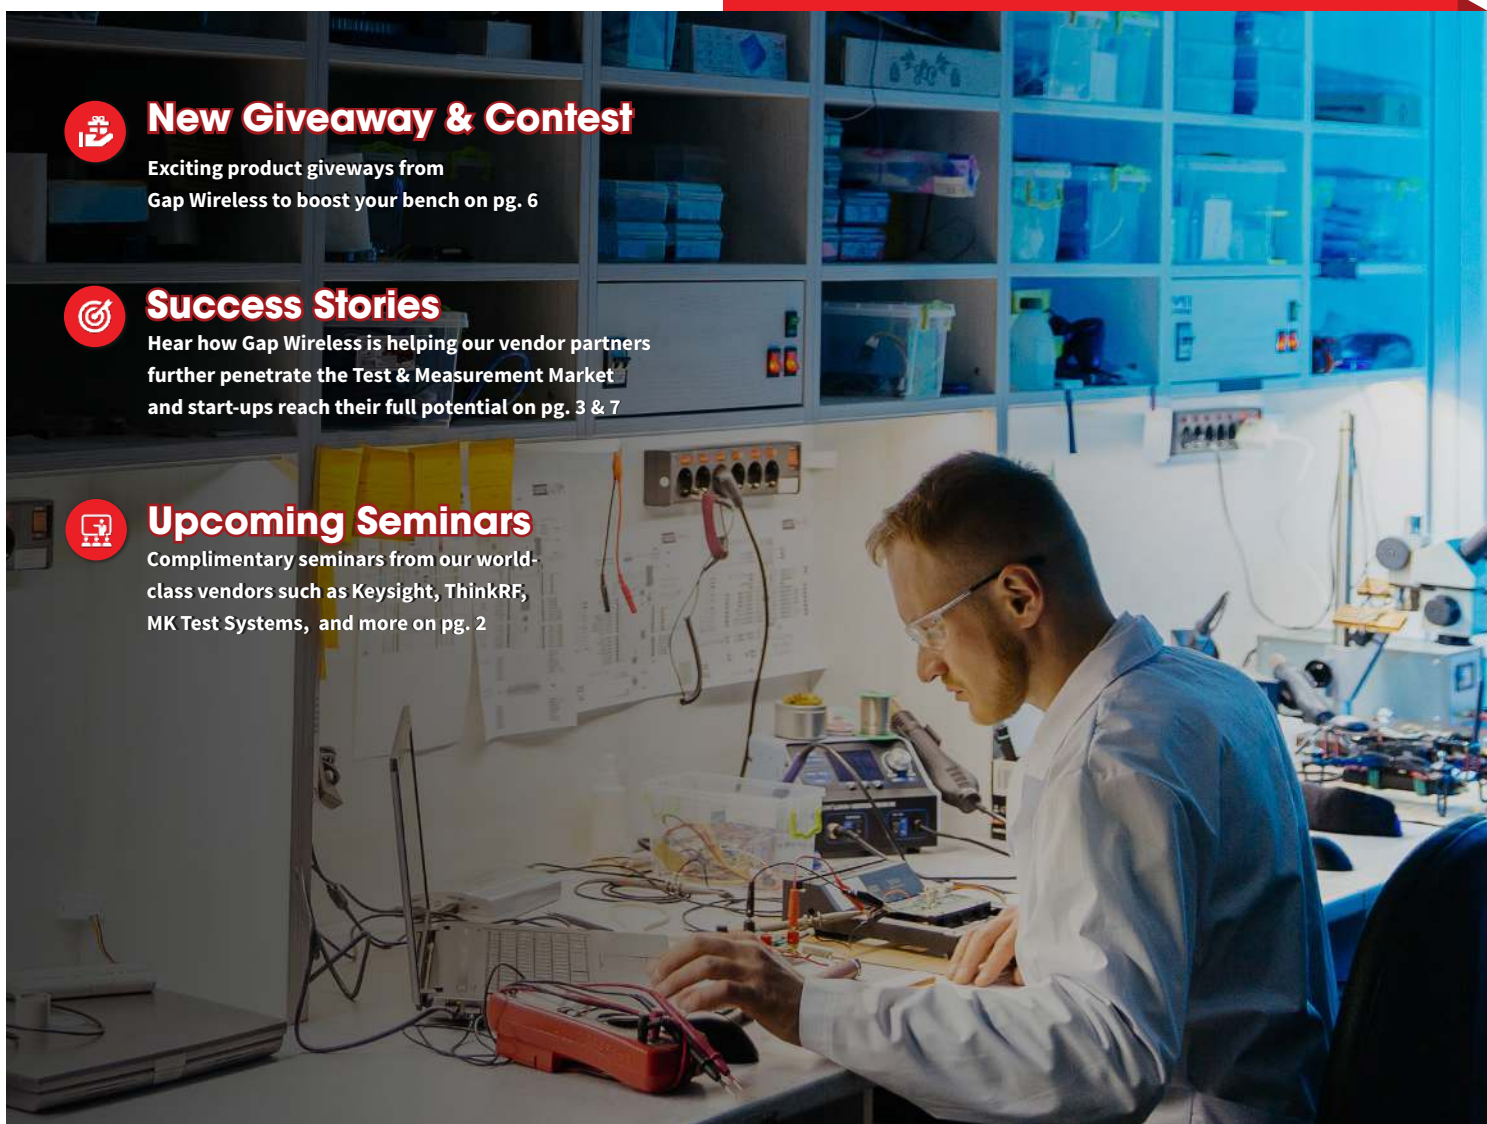 New Giveaway & Contest
Exciting product giveways from
Gap Wireless to boost your bench on pg. 6
Success Stories
Hear how Gap Wireless is helping our vendor partners
further penetrate the Test & Measurement Market
and start-ups reach their full potential on pg. 3 & 7
Upcoming Seminars
Complimentary seminars from our world-
class vendors such as Keysight, ThinkRF,
MK Test Systems,  and more on pg. 2